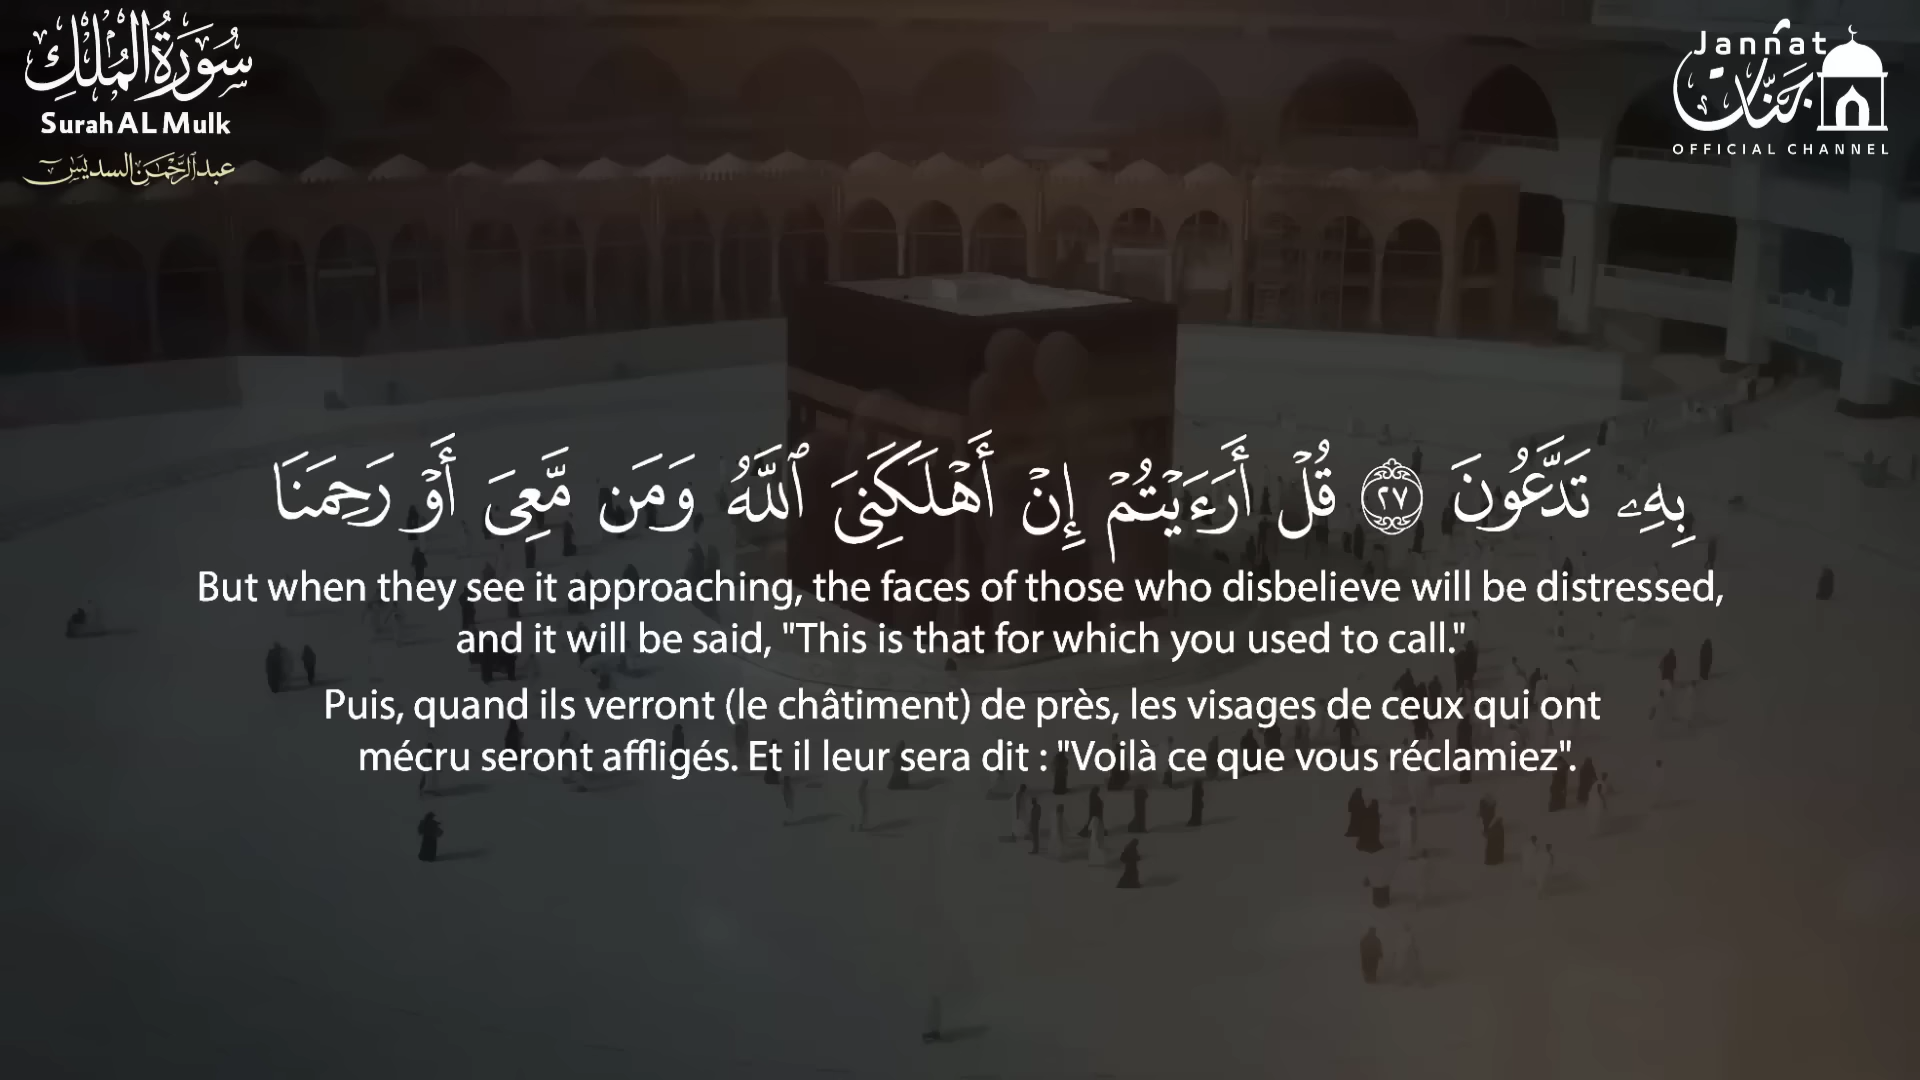 سُورَةُ المُلْكِ
Surah AL Mulk
عبد الرَّحْمَن السديس
Jannat
جَنَّات
OFFICIAL CHANNEL
بِهِۦ تَدَّعُونَ ٢٧ قُلْ أَرَءَيْتُمْ إِنْ أَهْلَكَنِىَ ٱللَّهُ وَمَن مَّعِىَ أَوْ رَحِمَنَا
But when they see it approaching, the faces of those who disbelieve will be distressed,
and it will be said, "This is that for which you used to call."
Puis, quand ils verront (le châtiment) de près, les visages de ceux qui ont
mécru seront affligés. Et il leur sera dit : "Voilà ce que vous réclamiez".